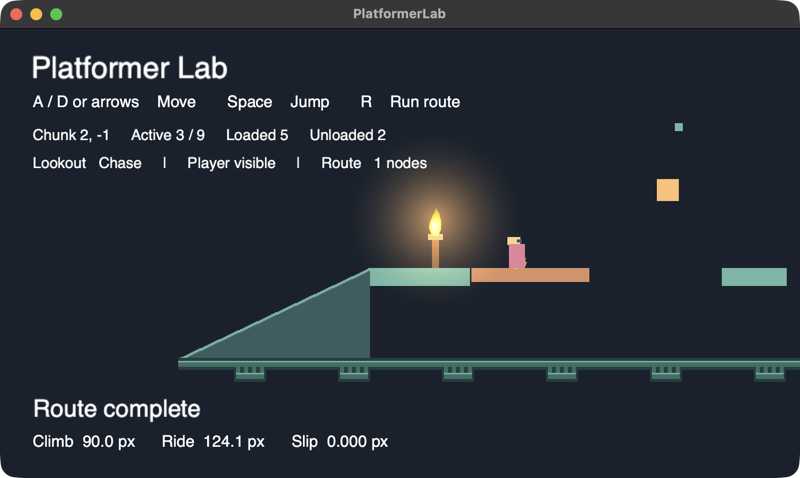 PlatformerLab
Platformer Lab
A / D or arrows Move Space Jump R Run route
Chunk 2, -1 Active 3 / 9 Loaded 5 Unloaded 2
Lookout Chase | Player visible | Route 1 nodes
Route complete
Climb 90.0 px Ride 124.1 px Slip 0.000 px